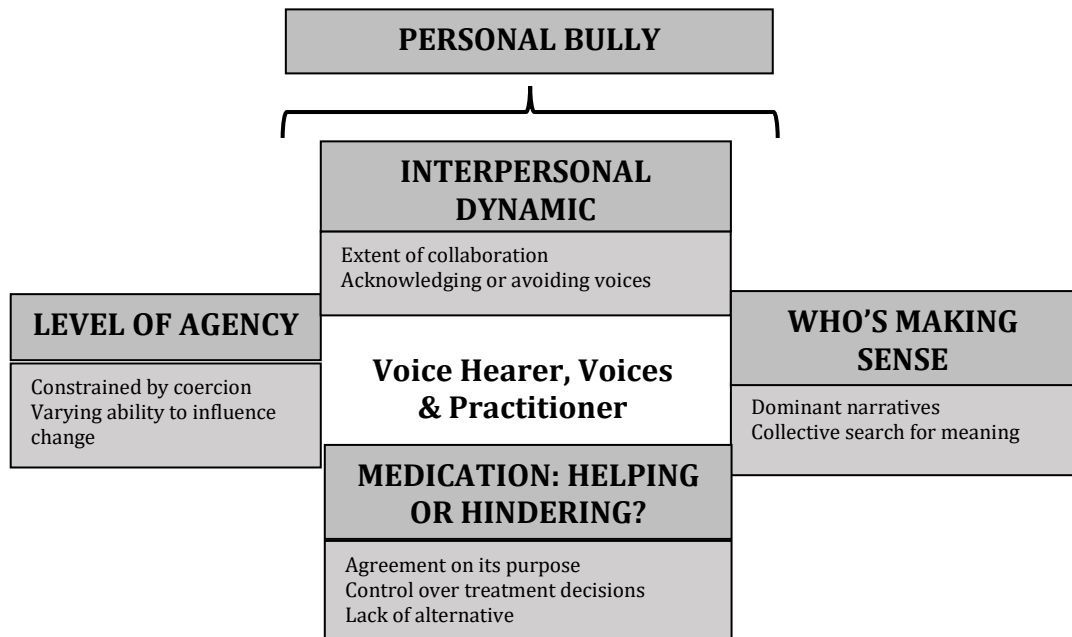 PERSONAL BULLY
INTERPERSONAL
DYNAMIC
Extent of collaboration
Acknowledging or avoiding voices
LEVEL OF AGENCY
Constrained by coercion
Varying ability to influence
change
Voice Hearer, Voices
& Practitioner
WHO’S MAKING
SENSE
Dominant narratives
Collective search for meaning
MEDICATION: HELPING
OR HINDERING?
Agreement on its purpose
Control over treatment decisions
Lack of alternative